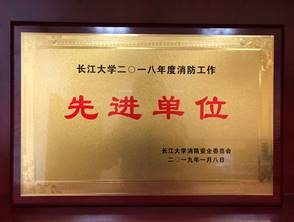 长江大学二〇一八年度消防工作
先进单位
长江大学消防安全委员会
二〇一九年一月八日